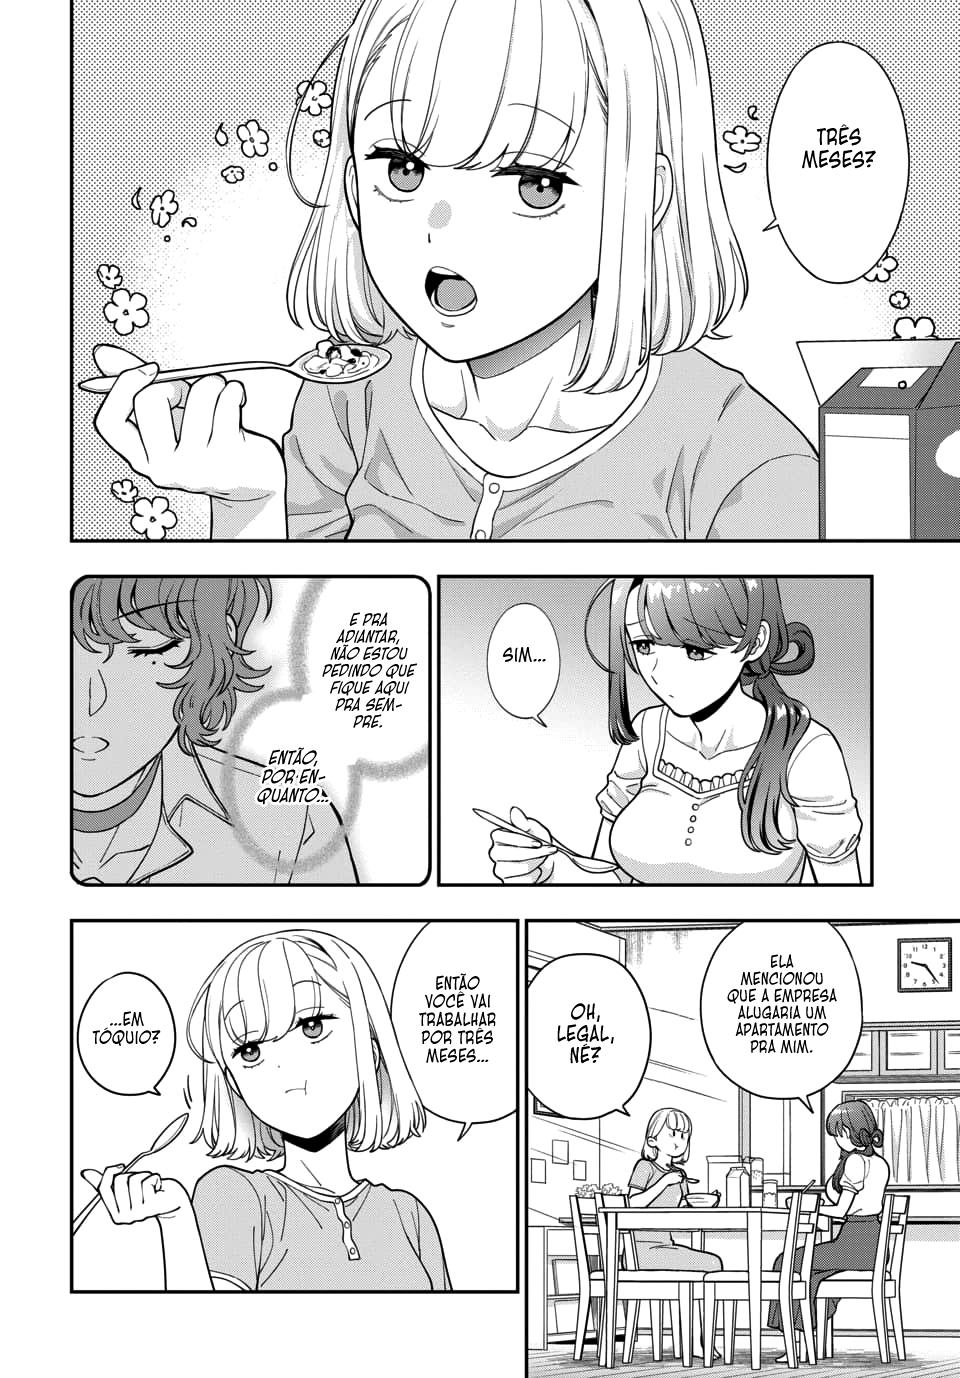 TRÊS
MESES?
SIM...
E PRA
ADIANTAR,
NÃO ESTOU
PEDINDO QUE
FIQUE AQUI
PRA SEM-
PRE.
ENTÃO,
POR EN-
QUANTO...
ELA
MENCIONOU
QUE A EMPRESA
ALUGARIA UM
APARTAMENTO
PRA MIM.
OH,
LEGAL,
NÉ?
ENTÃO
VOCÊ VAI
TRABALHAR
POR TRÊS
MESES...
...EM
TÓQUIO?